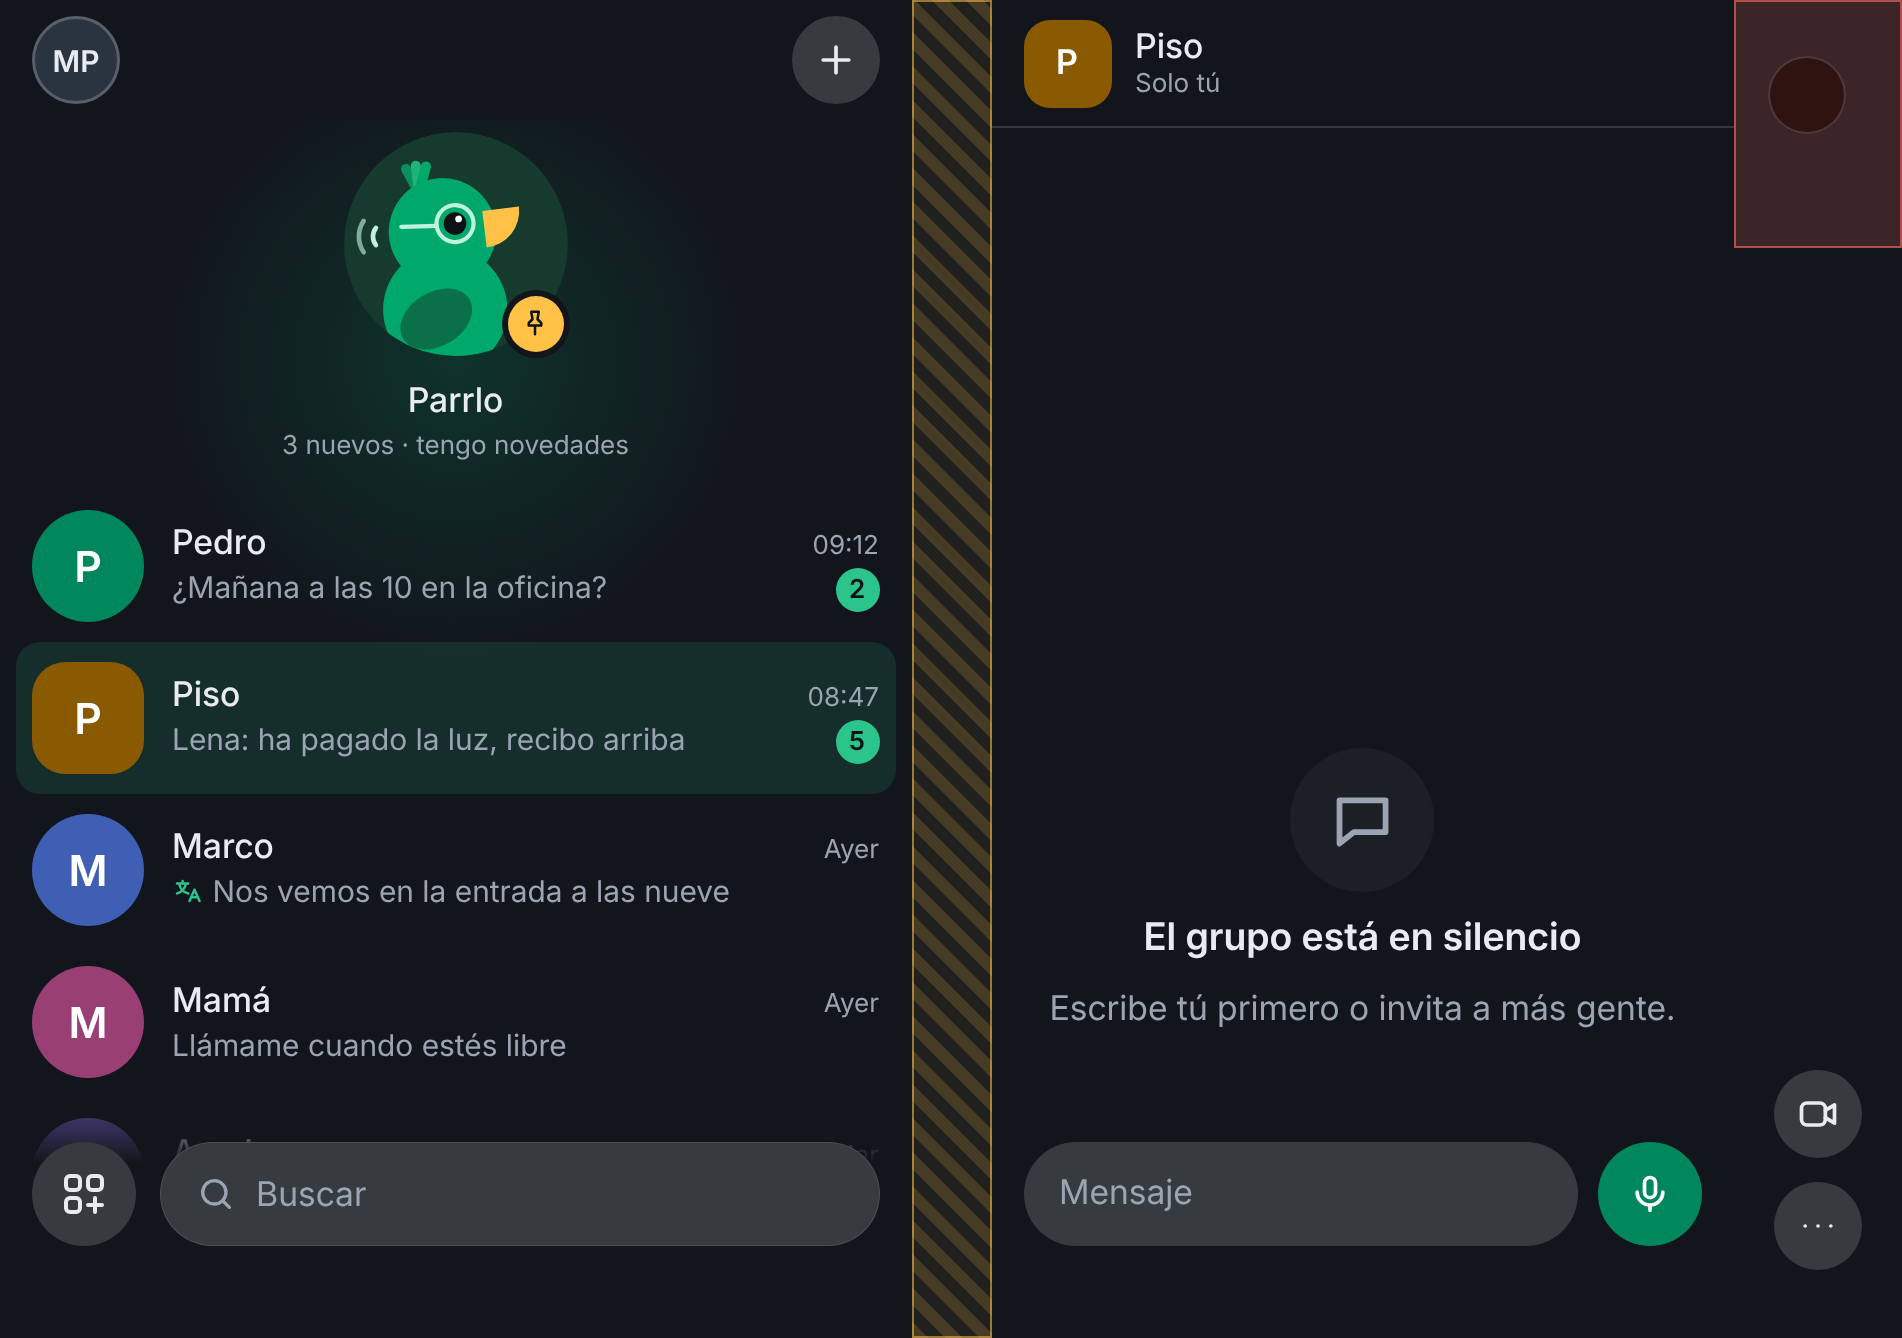 MP
Parrlo
3 nuevos · tengo novedades
P
Pedro
09:12
¿Mañana a las 10 en la oficina?
2
P
Piso
08:47
Lena: ha pagado la luz, recibo arriba
5
M
Marco
Ayer
Nos vemos en la entrada a las nueve
M
Mamá
Ayer
Llámame cuando estés libre
Buscar
P
Piso
Solo tú
El grupo está en silencio
Escribe tú primero o invita a más gente.
Mensaje